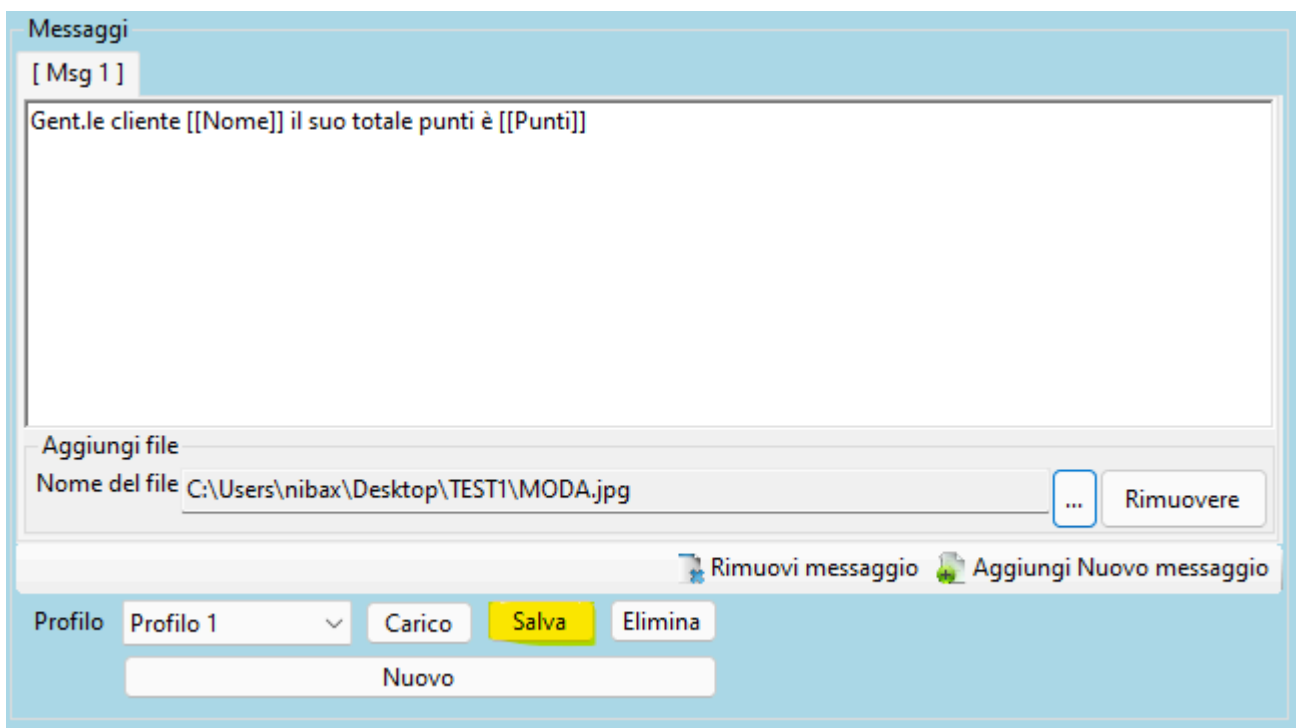 Messaggi
[ Msg 1 ]
Gent.le cliente [[Nome]] il suo totale punti è [[Punti]]
Aggiungi file
Nome del file C:\Users\nibax\Desktop\TEST1\MODA.jpg ... Rimuovere
Rimuovi messaggio Aggiungi Nuovo messaggio
Profilo Profilo 1 Carico Salva Elimina
Nuovo